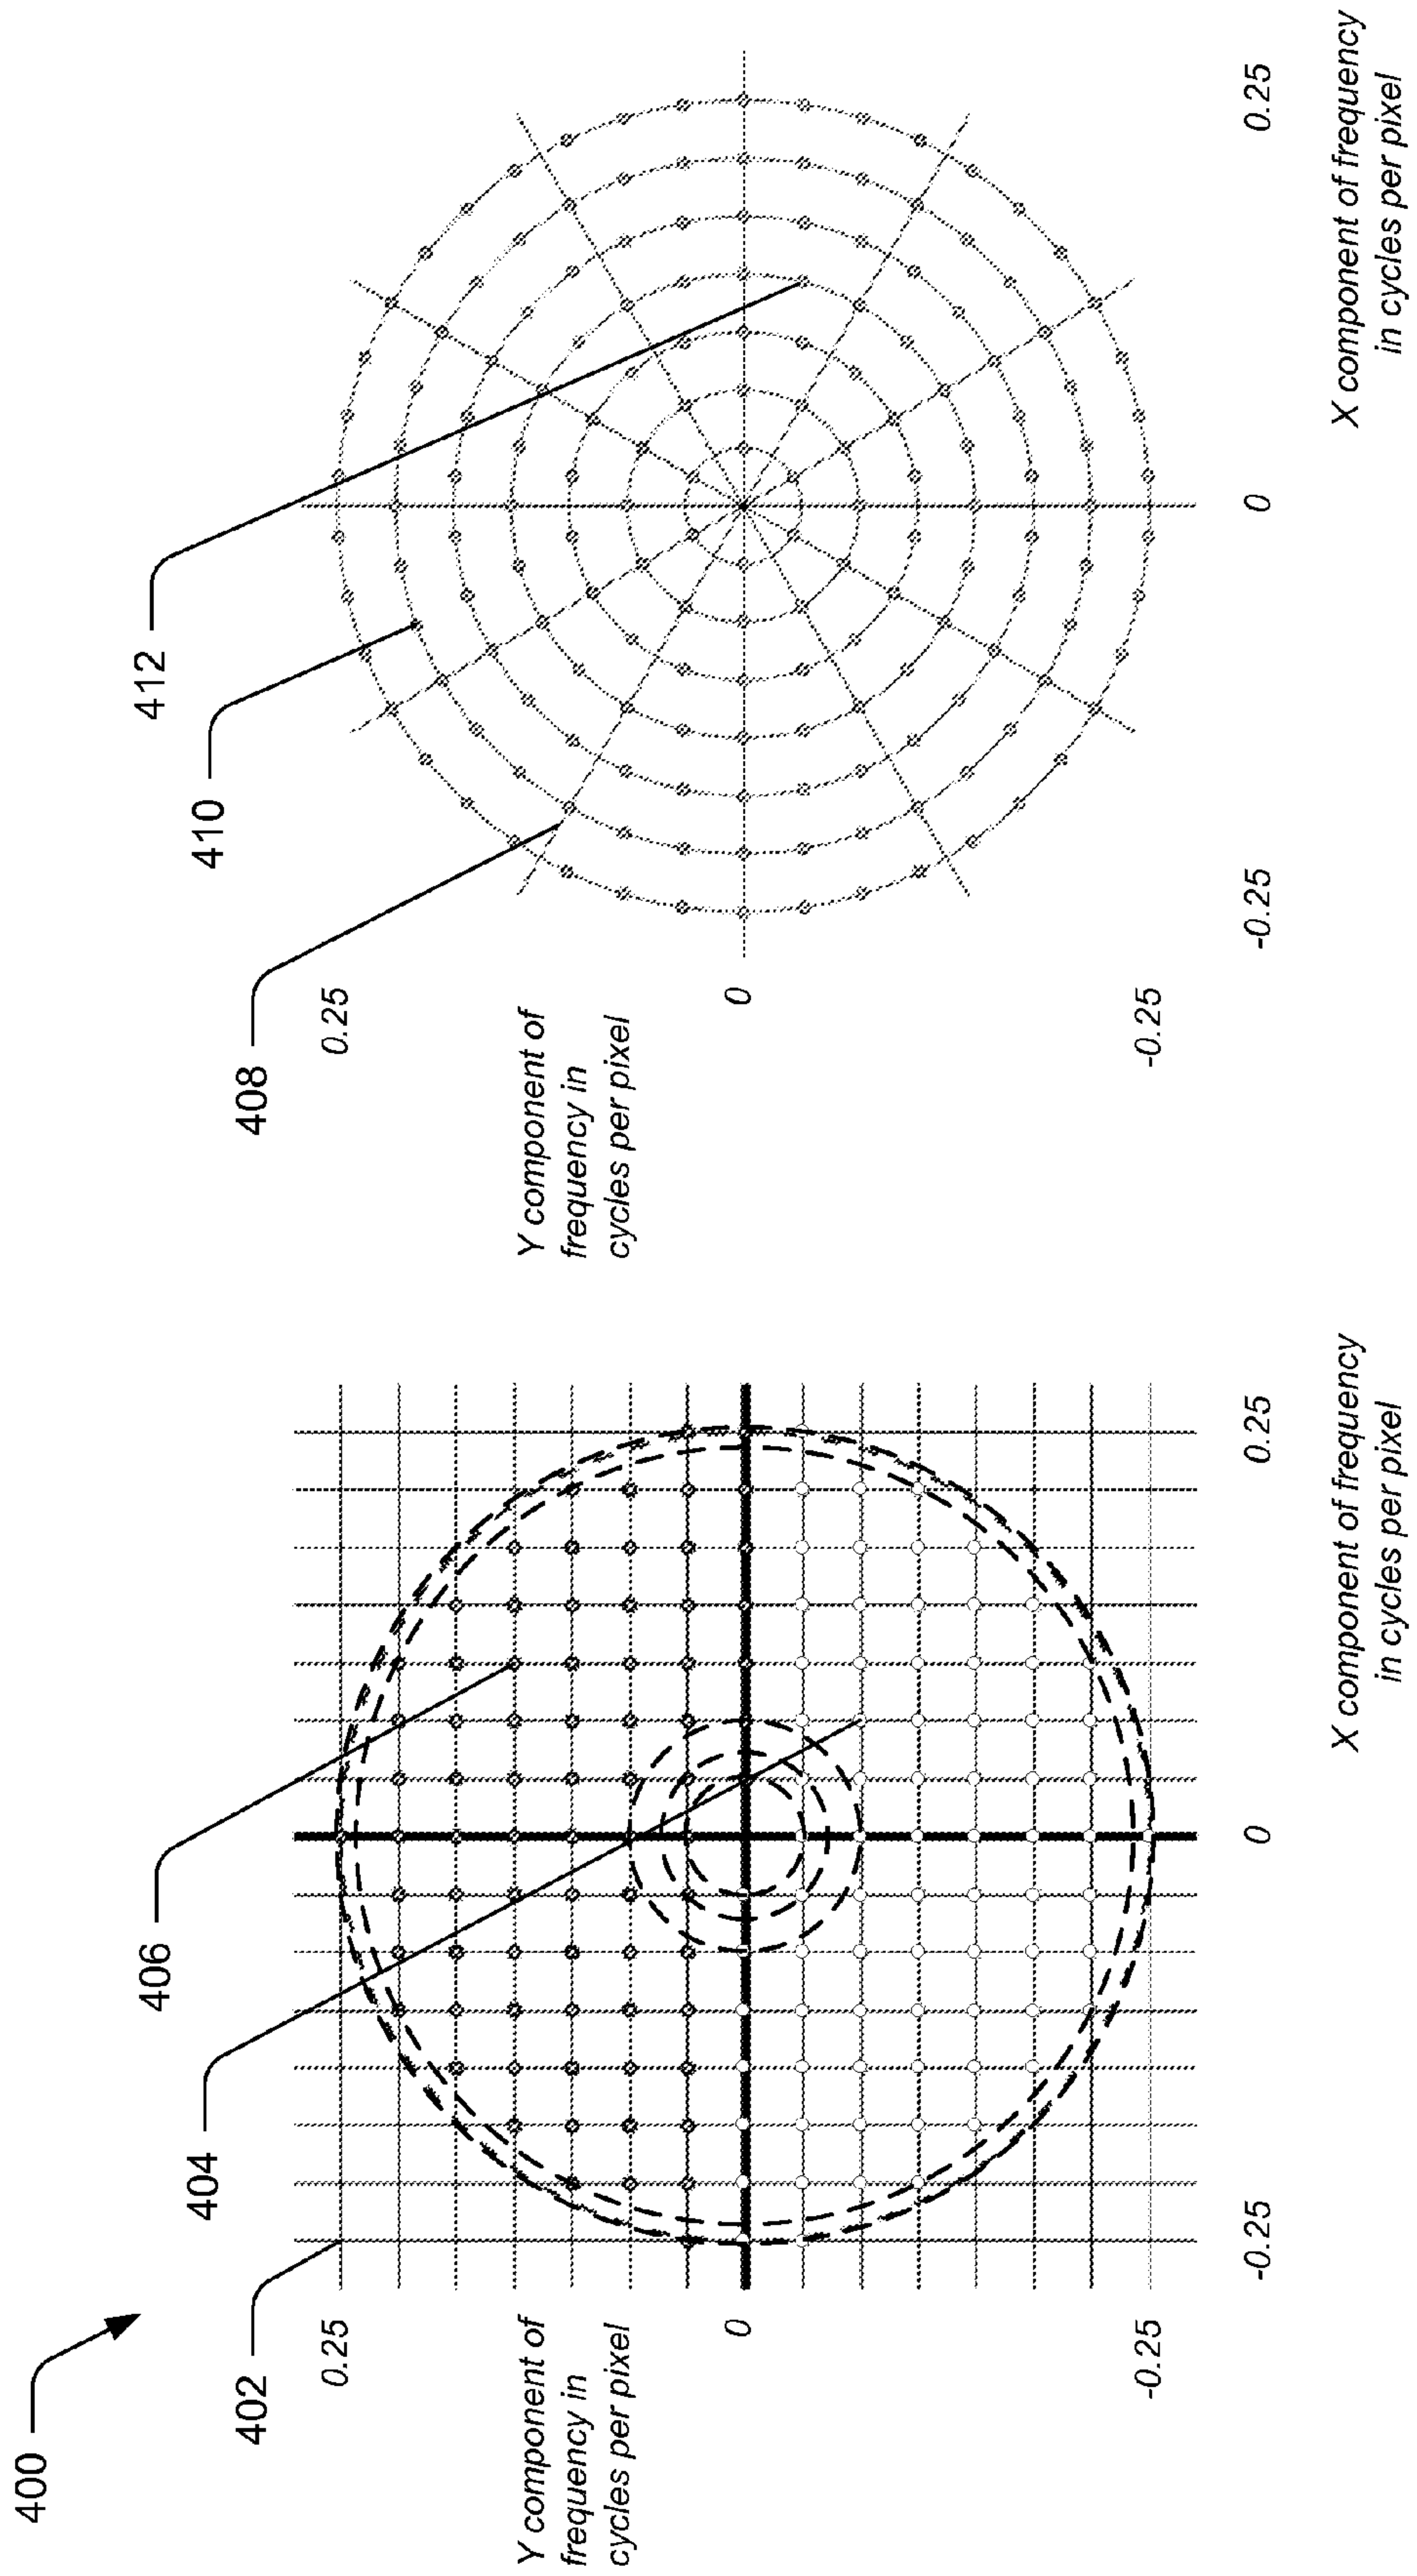 400
402
404
406
0.25
Y component of
frequency in
cycles per pixel
0
-0.25
-0.25
0
0.25
X component of frequency
in cycles per pixel
408
410
412
0.25
Y component of
frequency in
cycles per pixel
0
-0.25
-0.25
0
0.25
X component of frequency
in cycles per pixel